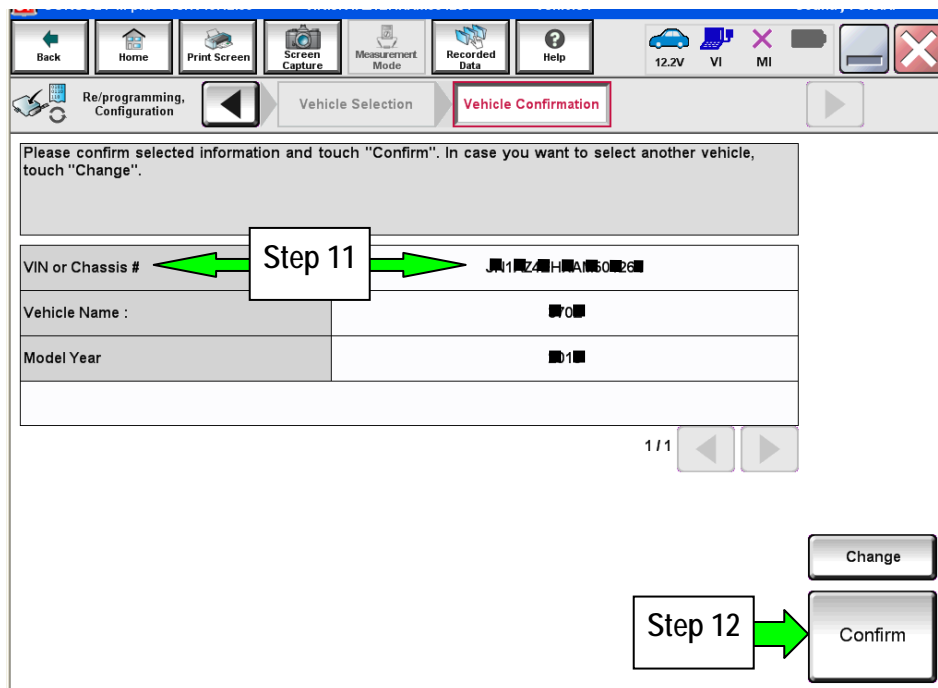 Back
Home
Print Screen
Screen Capture
Measurement Mode
Recorded Data
Help
12.2V
VI
MI
Re/programming, Configuration
Vehicle Selection
Vehicle Confirmation
Please confirm selected information and touch "Confirm". In case you want to select another vehicle,
touch "Change".
VIN or Chassis #
Step 11
Vehicle Name :
Model Year
1/1
Change
Step 12
Confirm